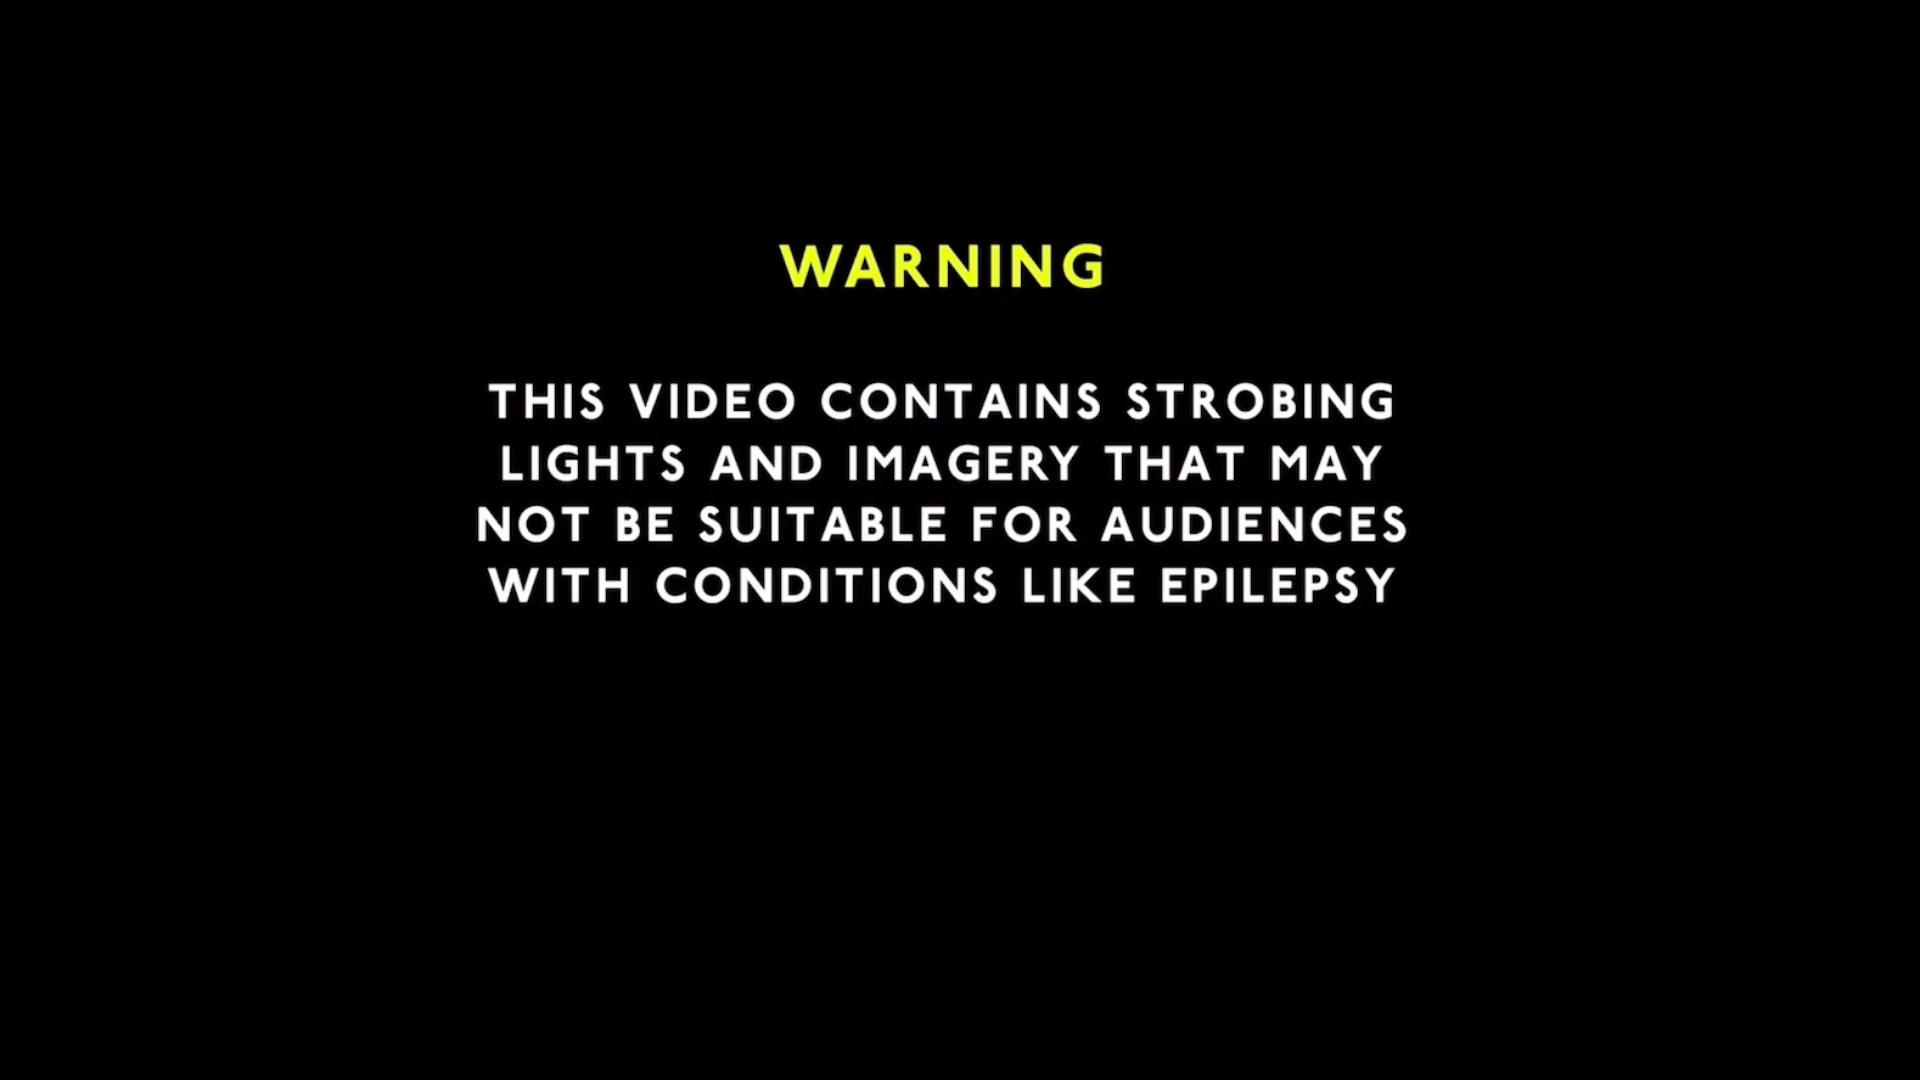 WARNING
THIS VIDEO CONTAINS STROBING
LIGHTS AND IMAGERY THAT MAY
NOT BE SUITABLE FOR AUDIENCES
WITH CONDITIONS LIKE EPILEPSY